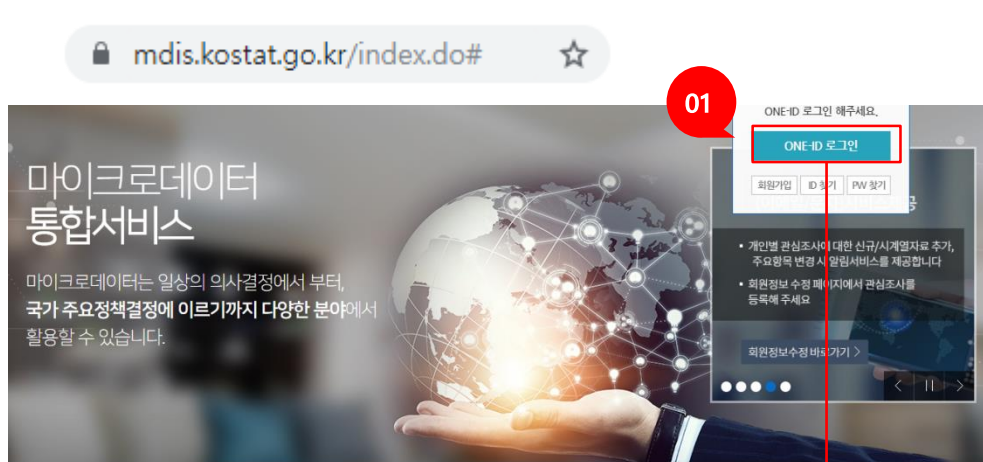 mdis.kostat.go.kr/index.do#
01
ONE-ID 로그인 해주세요.
ONE-ID 로그인
회원가입 ID 찾기 PW 찾기
공
마이크로데이터
통합서비스
마이크로데이터는 일상의 의사결정에서 부터,
국가 주요정책결정에 이르기까지 다양한 분야에서
활용할 수 있습니다.
• 개인별 관심조사에 대한 신규/시계열자료 추가,
주요항목 변경 시 알림서비스를 제공합니다
• 회원정보 수정 페이지에서 관심조사를
등록해 주세요
회원정보수정 바로가기 >